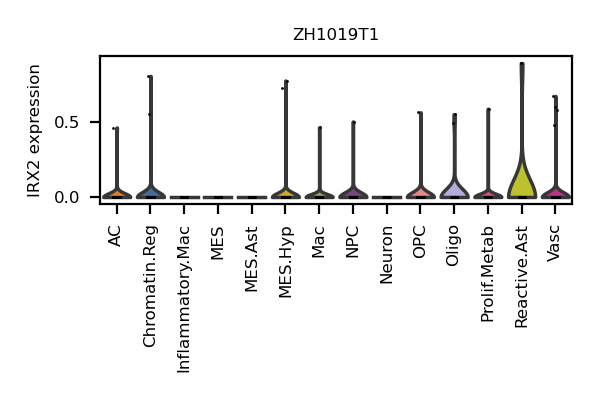 ZH1019T1
IRX2 expression
0.5
0.0
AC
Chromatin.Reg
Inflammatory.Mac
MES
MES.Ast
MES.Hyp
Mac
NPC
Neuron
OPC
Oligo
Prolif.Metab
Reactive.Ast
Vasc